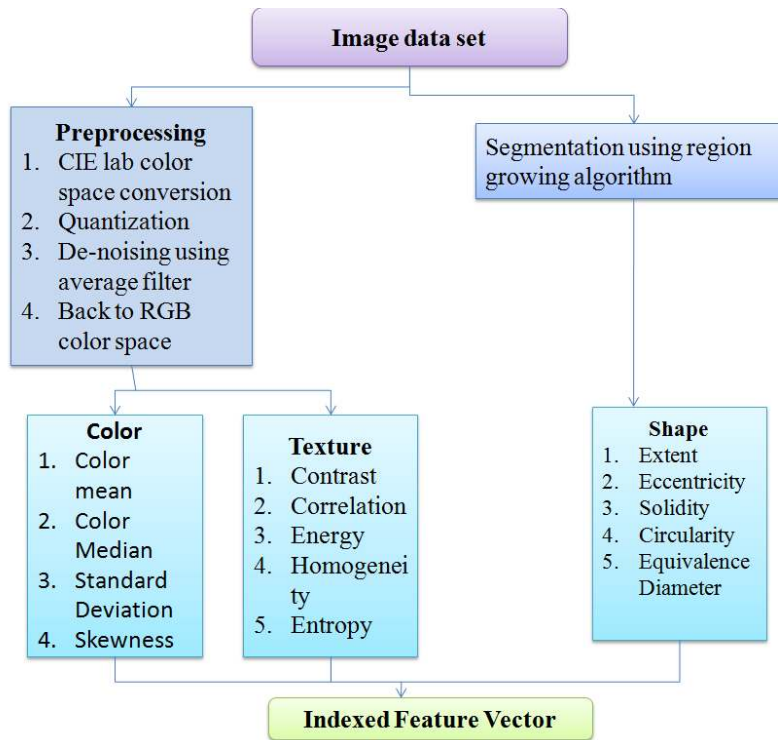 Image data set
Preprocessing
1. CIE lab color
space conversion
2. Quantization
3. De-noising using
average filter
4. Back to RGB
color space
Segmentation using region
growing algorithm
Color
1. Color
mean
2. Color
Median
3. Standard
Deviation
4. Skewness
Texture
1. Contrast
2. Correlation
3. Energy
4. Homogenei
ty
5. Entropy
Shape
1. Extent
2. Eccentricity
3. Solidity
4. Circularity
5. Equivalence
Diameter
Indexed Feature Vector